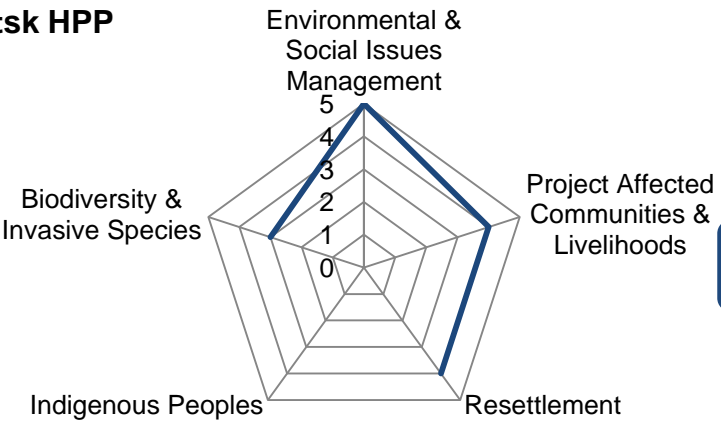 tsk HPP
Environmental &
Social Issues
Management
5
4
3
2
1
0
Project Affected
Communities &
Livelihoods
Biodiversity &
Invasive Species
Indigenous Peoples
Resettlement